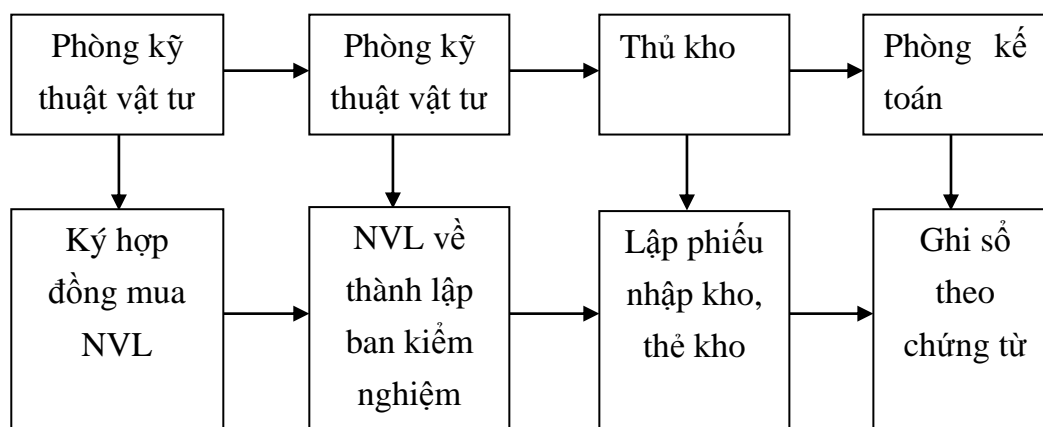 Phòng kỹ
thuật vật tư
Phòng kỹ
thuật vật tư
Thủ kho
Phòng kế
toán
Ký hợp
đồng mua
NVL
NVL về
thành lập
ban kiểm
nghiệm
Lập phiếu
nhập kho,
thẻ kho
Ghi sổ
theo
chứng từ